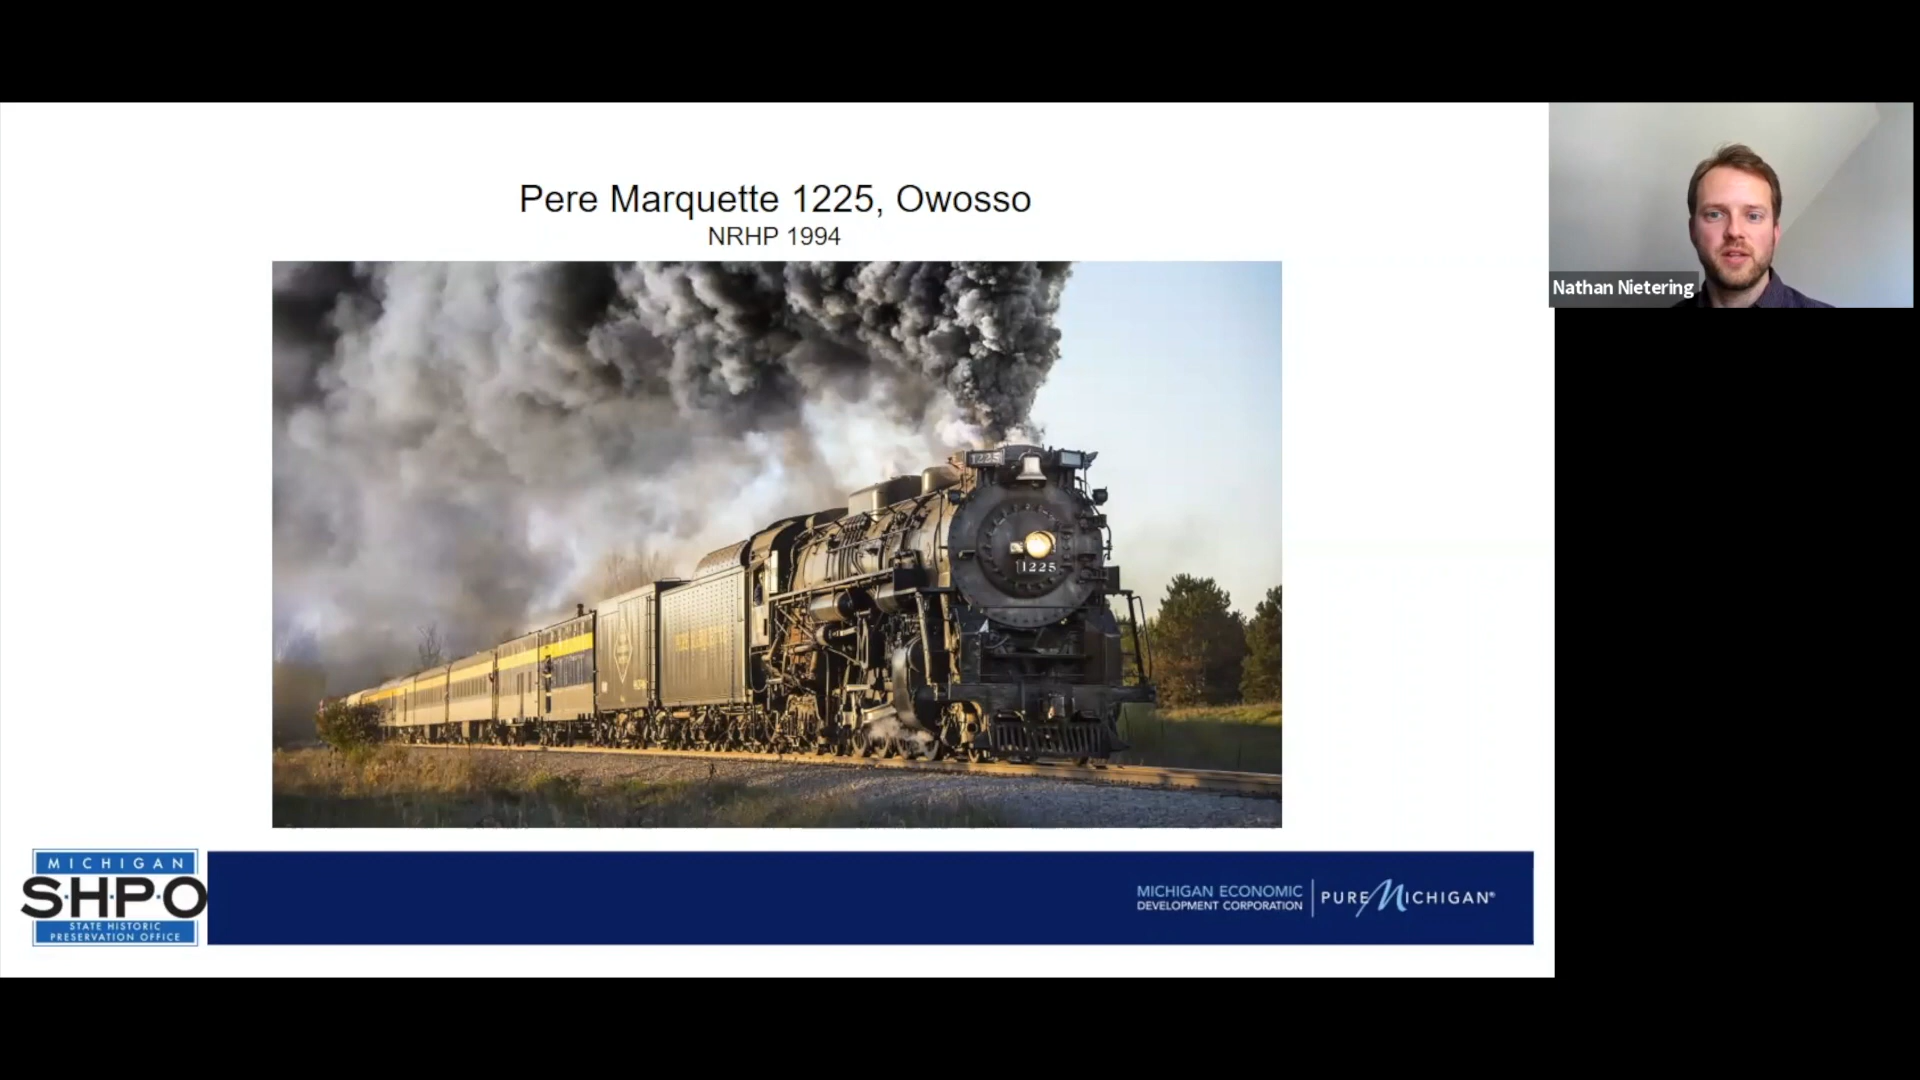 Pere Marquette 1225, Owosso
NRHP 1994
Nathan Nietering
1225
1225
MICHIGAN
S·H·P·O
STATE HISTORIC
PRESERVATION OFFICE
MICHIGAN ECONOMIC
DEVELOPMENT CORPORATION
PURE MICHIGAN®